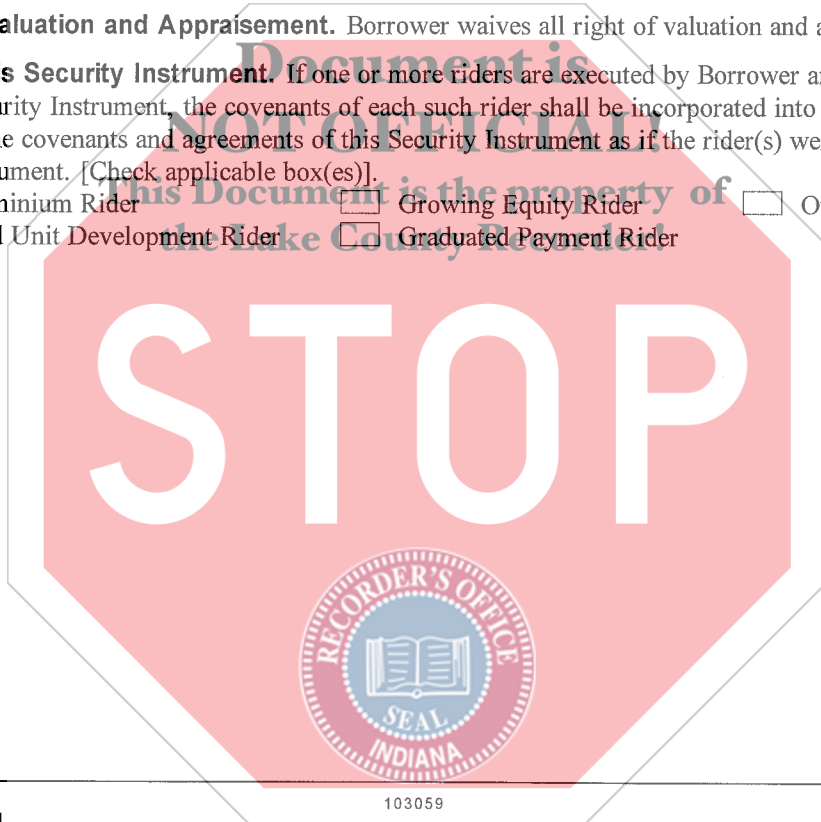 aluation and Appraisement. Borrower waives all right of valuation and a
Document is
s Security Instrument. If one or more riders are executed by Borrower a
rity Instrument, the covenants of each such rider shall be incorporated into
NOT OFFICIAL!
e covenants and agreements of this Security Instrument as if the rider(s) we
ument. [Check applicable box(es)].
This Document is the property of
inium Rider
Growing Equity Rider
O
the Lake County Recorder!
Unit Development Rider
Graduated Payment Rider
STOP
RECORDER'S OFFICE
SEAL
INDIANA
103059